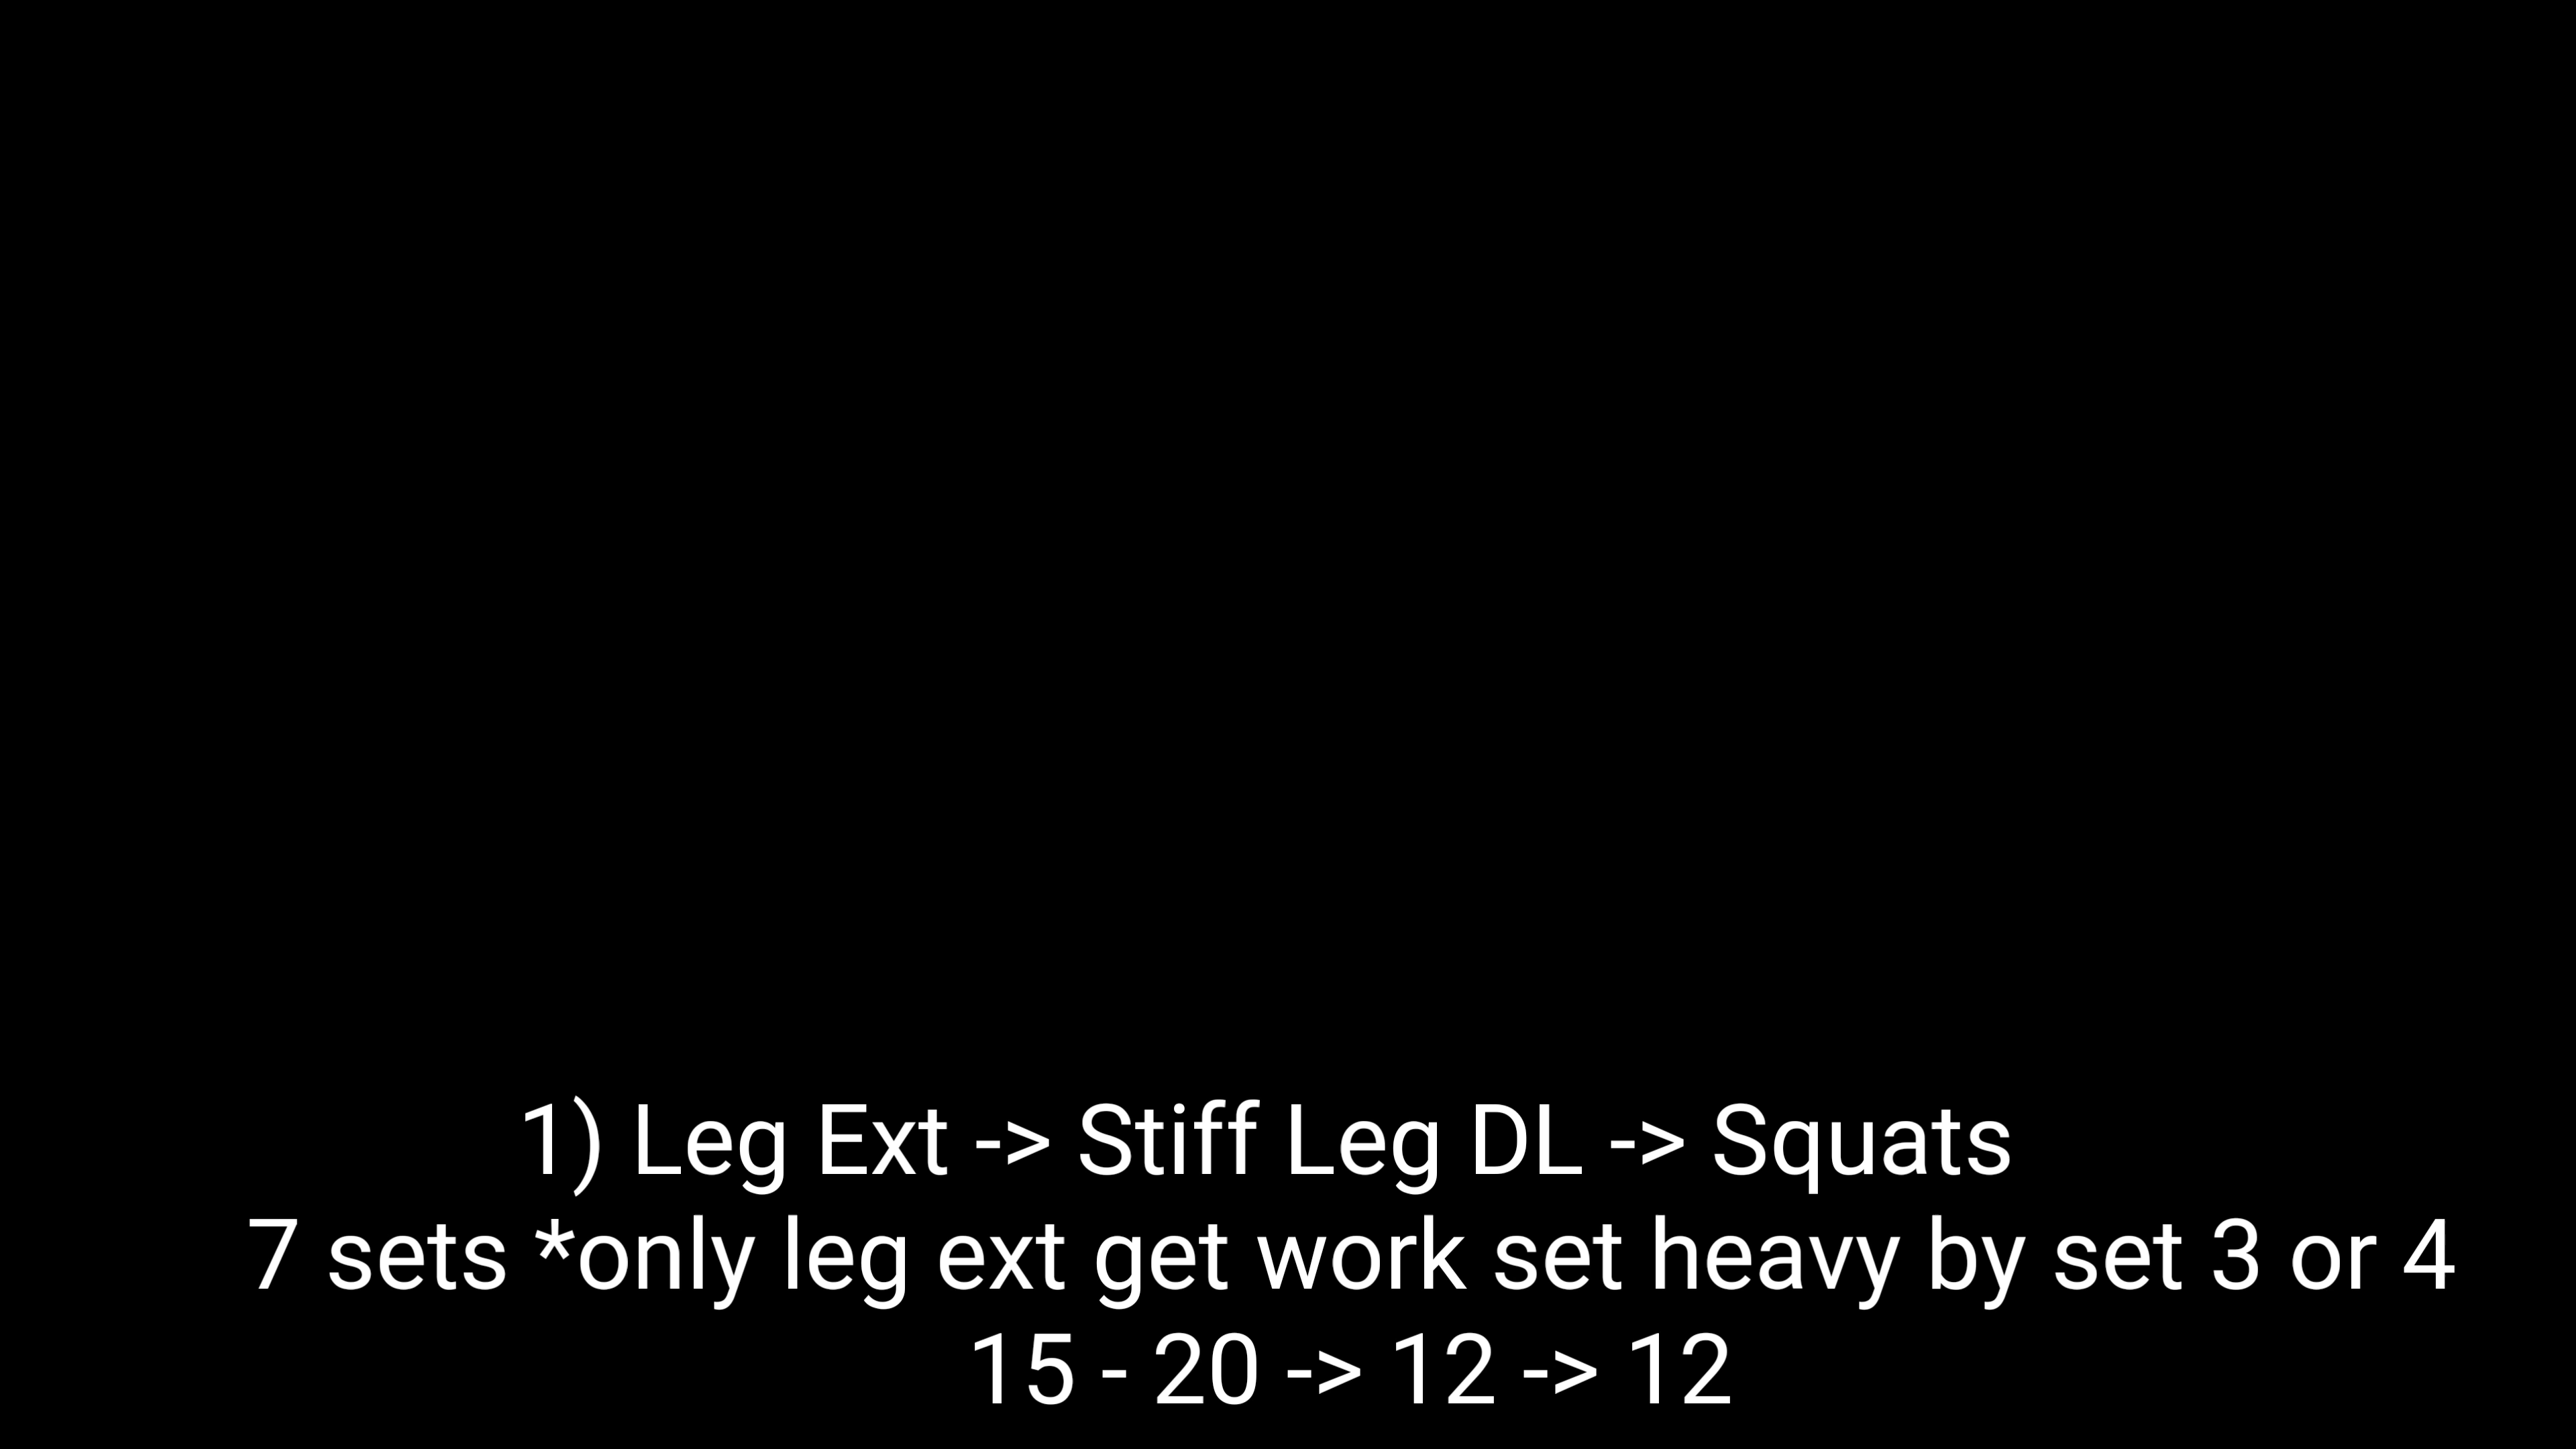 1) Leg Ext -> Stiff Leg DL -> Squats
7 sets *only leg ext get work set heavy by set 3 or 4
15 - 20 -> 12 -> 12